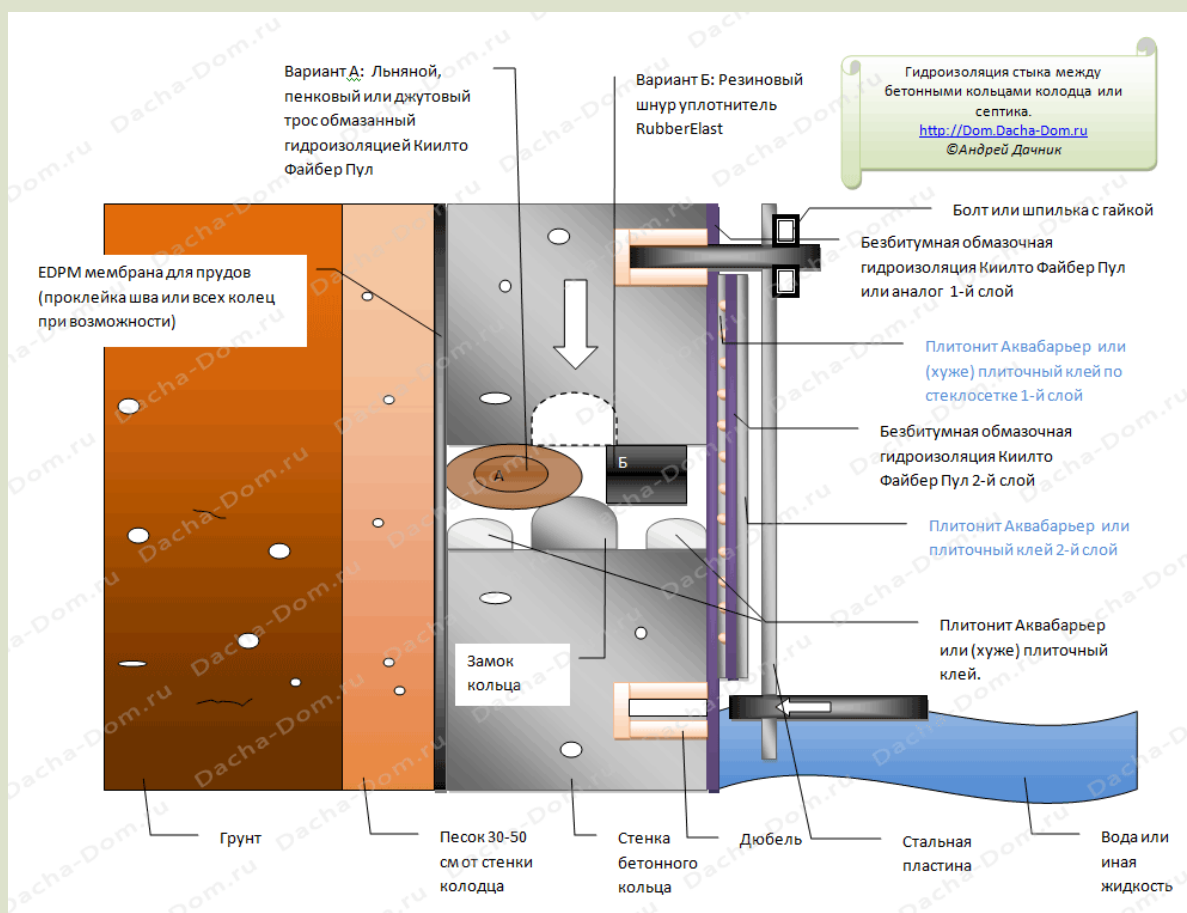 Вариант А: Льняной,
пенковый или джутовый
трос обмазанный
гидроизоляцией Киилто
Файбер Пул
Вариант Б: Резиновый
шнур уплотнитель
RubberElast
Гидроизоляция стыка между
бетонными кольцами колодца или
септика.
http://Dom.Dacha-Dom.ru
©Андрей Дачник
Болт или шпилька с гайкой
Безбитумная обмазочная
гидроизоляция Киилто Файбер Пул
или аналог 1-й слой
EDPM мембрана для прудов
(проклейка шва или всех колец
при возможности)
Плитонит Аквабарьер или
(хуже) плиточный клей по
стеклосетке 1-й слой
Безбитумная обмазочная
гидроизоляция Киилто
Файбер Пул 2-й слой
А
Б
Плитонит Аквабарьер или
плиточный клей 2-й слой
Плитонит Аквабарьер
или (хуже) плиточный
клей.
Замок
кольца
Грунт
Песок 30-50
см от стенки
колодца
Стенка
бетонного
кольца
Дюбель
Стальная
пластина
Вода или
иная
жидкость
Dacha-Dom.ru